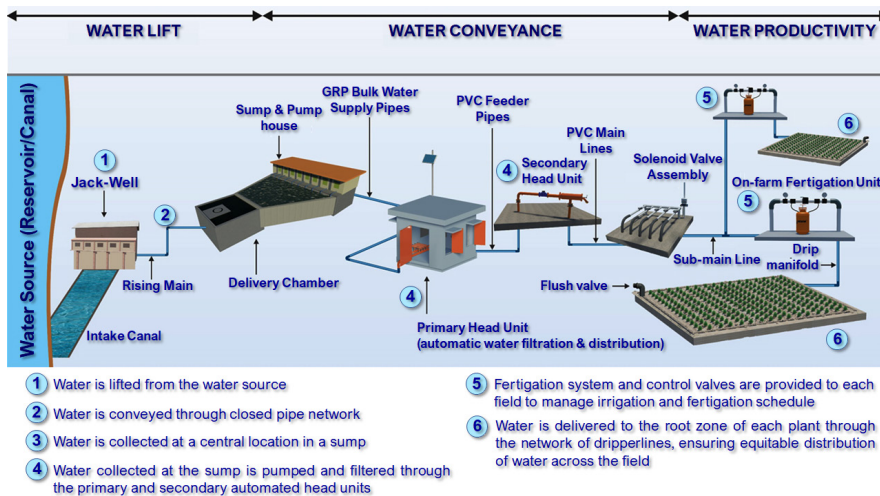 WATER LIFT
WATER CONVEYANCE
WATER PRODUCTIVITY
Water Source (Reservoir/Canal)
1
Jack-Well
2
Rising Main
Intake Canal
Sump & Pump
house
Delivery Chamber
GRP Bulk Water
Supply Pipes
4
Primary Head Unit
(automatic water filtration & distribution)
PVC Feeder
Pipes
4
Secondary
Head Unit
PVC Main
Lines
Solenoid Valve
Assembly
Sub-main Line
5
6
On-farm Fertigation Unit
5
Drip
manifold
Flush valve
6
1 Water is lifted from the water source
2 Water is conveyed through closed pipe network
3 Water is collected at a central location in a sump
4 Water collected at the sump is pumped and filtered through
the primary and secondary automated head units
5 Fertigation system and control valves are provided to each
field to manage irrigation and fertigation schedule
6 Water is delivered to the root zone of each plant through
the network of dripperlines, ensuring equitable distribution
of water across the field